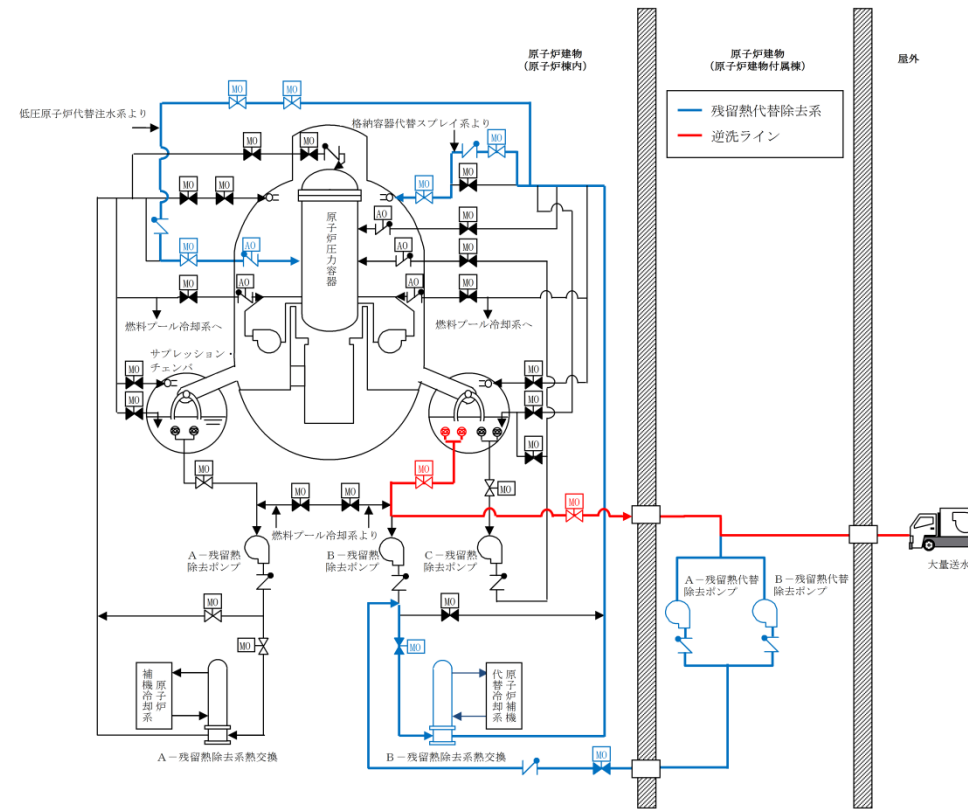 原子炉建物
(原子炉棟内)
原子炉建物
(原子炉建物付属棟)
屋外
残留熱代替除去系
逆洗ライン
低圧原子炉代替注水系より
格納容器代替スプレイ系より
MO
MO
MO
MO
MO
MO
MO
MO
MO
MO
AO
MO
MO
AO
AO
MO
原子炉圧力容器
MO
AO
AO
MO
燃料プール冷却系へ
燃料プール冷却系へ
サプレッション・
チェンバ
MO
MO
MO
MO
MO
MO
MO
MO
MO
MO
MO
燃料プール冷却系より
A-残留熱
除去ポンプ
B-残留熱
除去ポンプ
C-残留熱
除去ポンプ
A-残留熱代替
除去ポンプ
B-残留熱代替
除去ポンプ
大量送水
MO
MO
MO
MO
原子炉
補機冷却系
原子炉補機
代替冷却系
MO
A-残留熱除去系熱交換
B-残留熱除去系熱交換